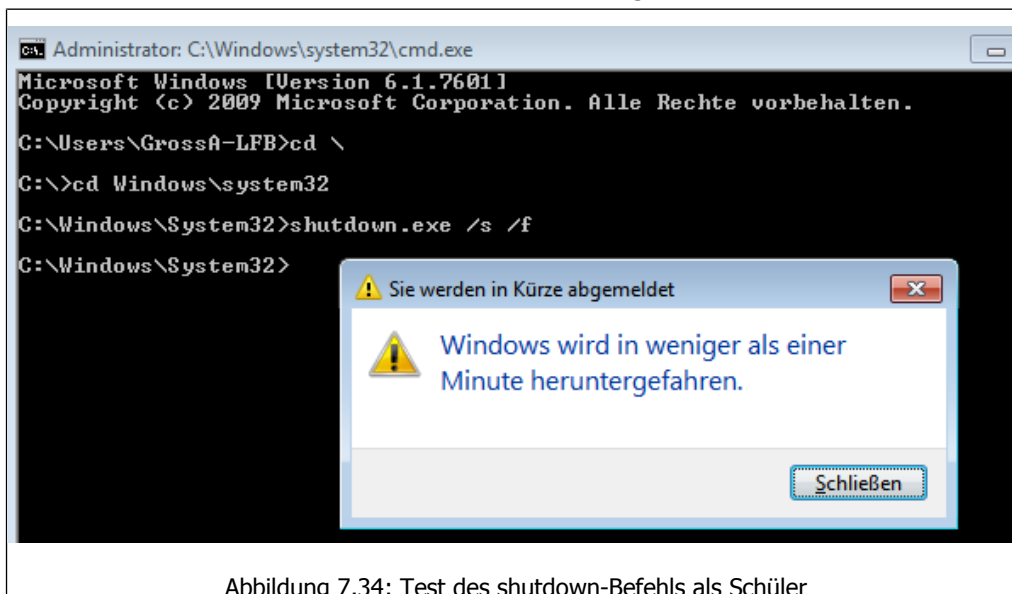 Administrator: C:\Windows\system32\cmd.exe
Microsoft Windows [Version 6.1.7601]
Copyright (c) 2009 Microsoft Corporation. Alle Rechte vorbehalten.
C:\Users\GrossA-LFB>cd \
C:\>cd Windows\system32
C:\Windows\System32>shutdown.exe /s /f
C:\Windows\System32>
Sie werden in Kürze abgemeldet
Windows wird in weniger als einer
Minute heruntergefahren.
Schließen
Abbildung 7.34: Test des shutdown-Befehls als Schüler